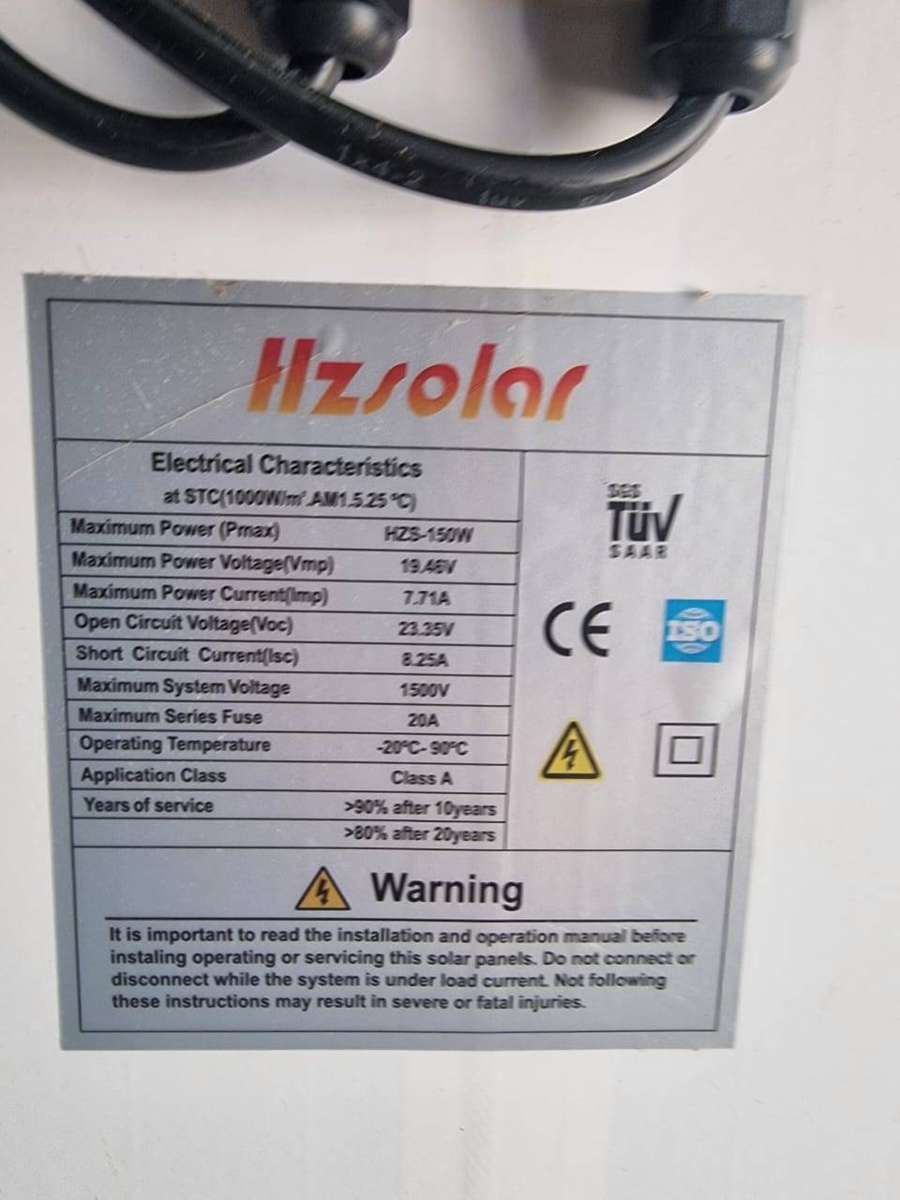 1×4.2
Hzsolar
Electrical Characteristics
at STC(1000W/m².AM1.5.25 ℃)
Maximum Power (Pmax) HZS-150W
Maximum Power Voltage(Vmp) 19.46V
Maximum Power Current(Imp) 7.71A
Open Circuit Voltage(Voc) 23.35V
Short Circuit Current(Isc) 8.25A
Maximum System Voltage 1500V
Maximum Series Fuse 20A
Operating Temperature -20℃- 90℃
Application Class Class A
Years of service >90% after 10years
>80% after 20years
SGS
TÜV
SAAR
CE
ISO
Warning
It is important to read the installation and operation manual before
instaling operating or servicing this solar panels. Do not connect or
disconnect while the system is under load current. Not following
these instructions may result in severe or fatal injuries.